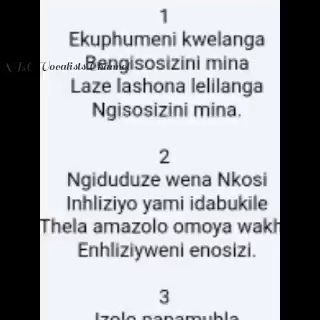 1
Ekuphumeni kwelanga
Bengisosizini mina
Laze lashona lelilanga
Ngisosizini mina.
2
Ngiduduze wena Nkosi
Inhliziyo yami idabukile
Thela amazolo omoya wakh
Enhliziyweni enosizi.
3